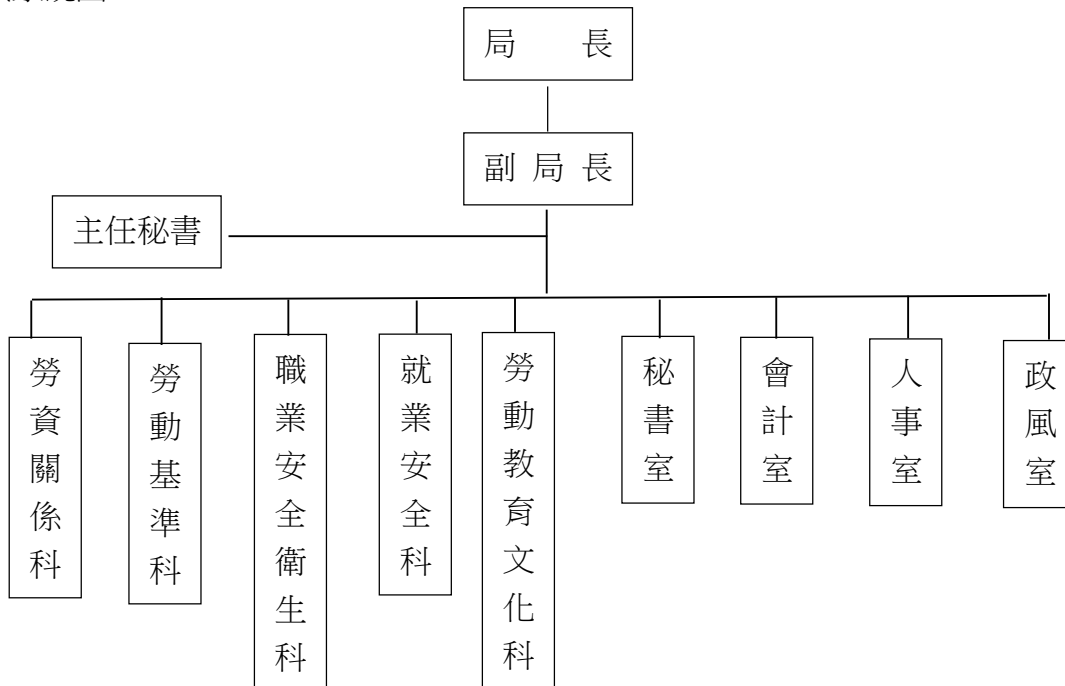 局 長
副 局 長
主任秘書
勞資關係科
勞動基準科
職業安全衛生科
就業安全科
勞動教育文化科
秘書室
會計室
人事室
政風室